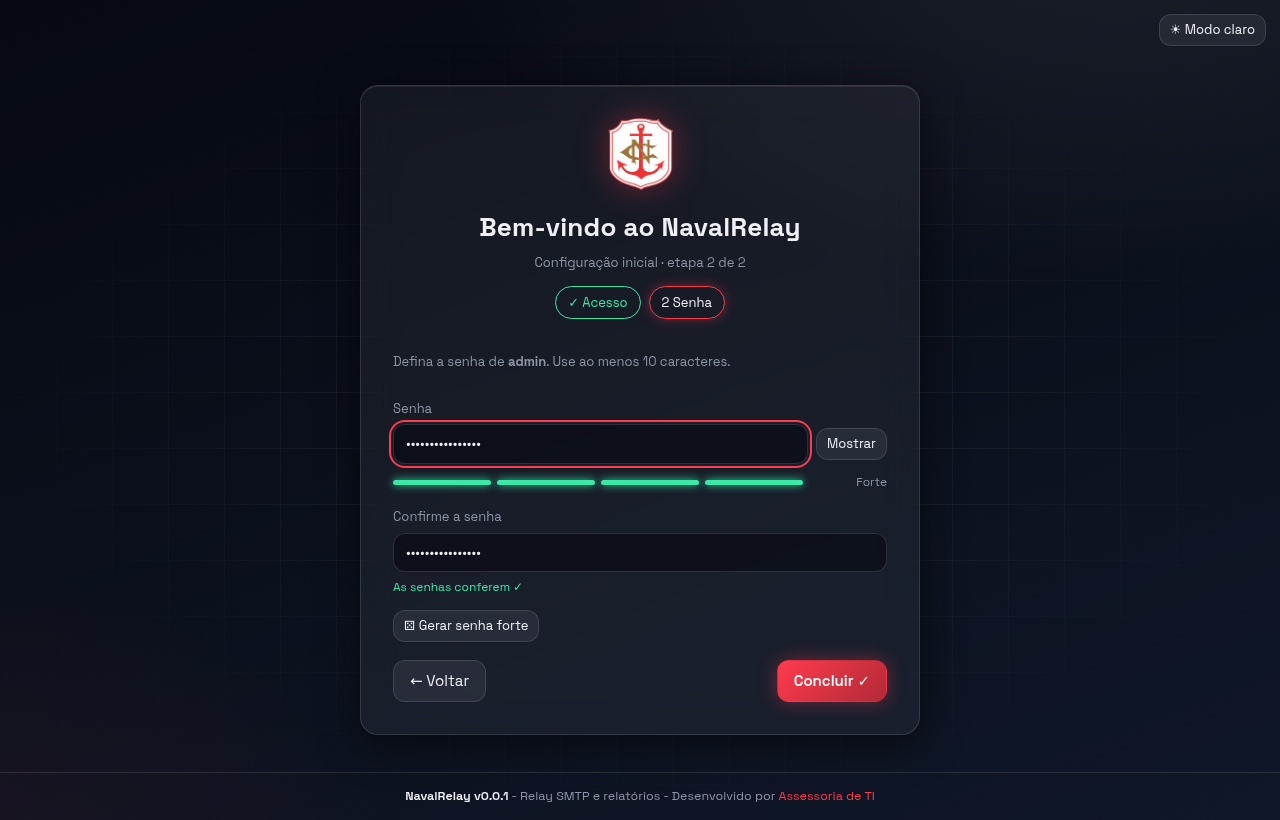 ☀ Modo claro
Bem-vindo ao NavalRelay
Configuração inicial · etapa 2 de 2
✓ Acesso
2 Senha
Defina a senha de admin. Use ao menos 10 caracteres.
Senha
••••••••••••••••
Mostrar
Forte
Confirme a senha
••••••••••••••••
As senhas conferem ✓
⚄ Gerar senha forte
← Voltar
Concluir ✓
NavalRelay v0.0.1 - Relay SMTP e relatórios - Desenvolvido por Assessoria de TI